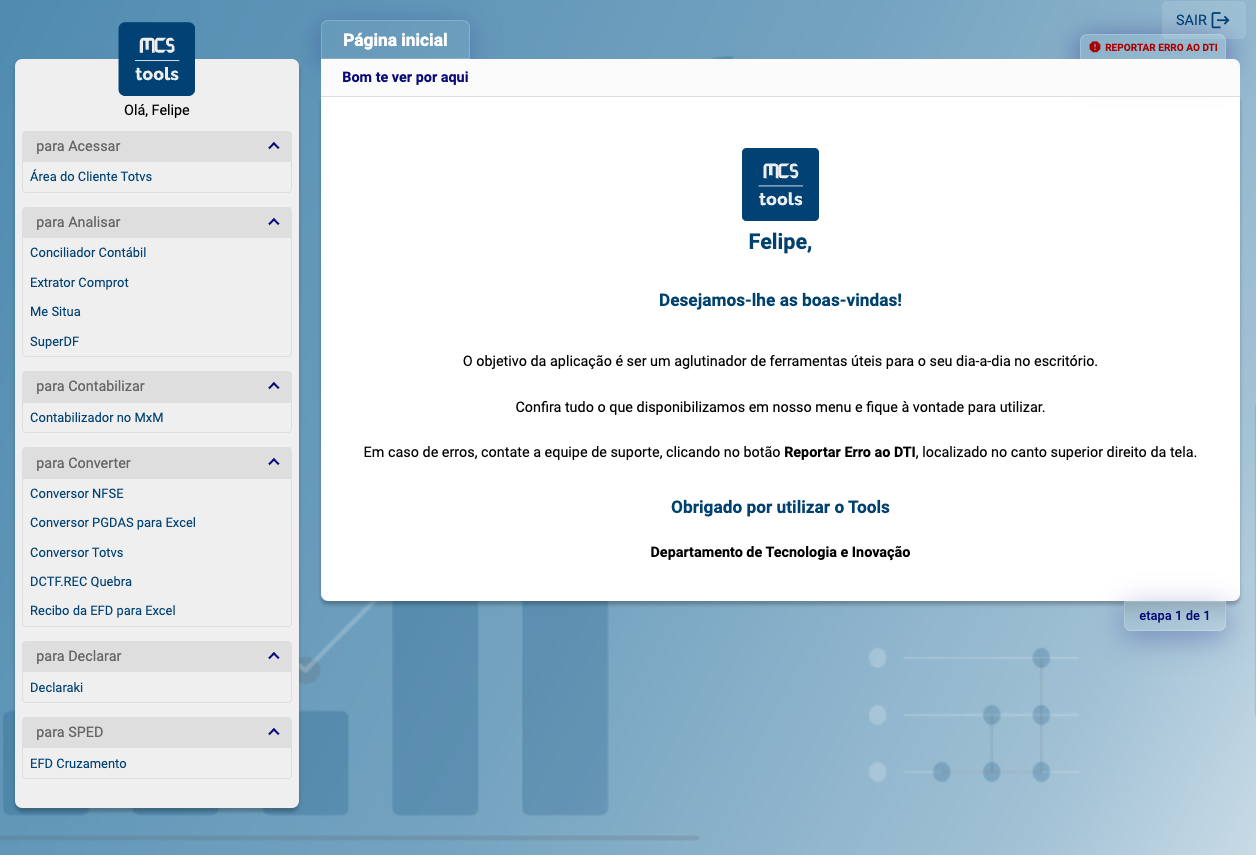 MCS
tools
Olá, Felipe
para Acessar
Área do Cliente Totvs
para Analisar
Conciliador Contábil
Extrator Comprot
Me Situa
SuperDF
para Contabilizar
Contabilizador no MxM
para Converter
Conversor NFSE
Conversor PGDAS para Excel
Conversor Totvs
DCTF.REC Quebra
Recibo da EFD para Excel
para Declarar
Declaraki
para SPED
EFD Cruzamento
SAIR
Página inicial
REPORTAR ERRO AO DTI
Bom te ver por aqui
MCS
tools
Felipe,
Desejamos-lhe as boas-vindas!
O objetivo da aplicação é ser um aglutinador de ferramentas úteis para o seu dia-a-dia no escritório.
Confira tudo o que disponibilizamos em nosso menu e fique à vontade para utilizar.
Em caso de erros, contate a equipe de suporte, clicando no botão Reportar Erro ao DTI, localizado no canto superior direito da tela.
Obrigado por utilizar o Tools
Departamento de Tecnologia e Inovação
etapa 1 de 1